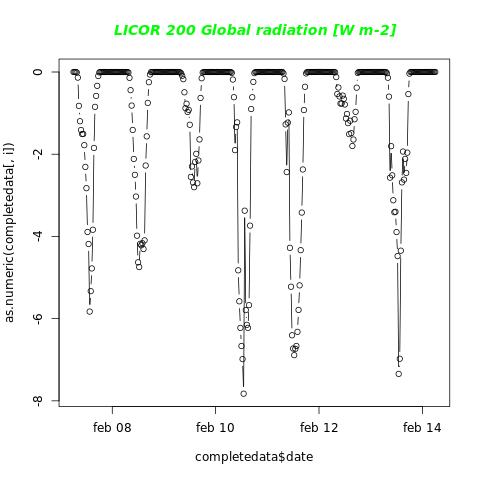 LICOR 200 Global radiation [W m-2]
as.numeric(completedata[, i])
0
-2
-4
-6
-8
feb 08
feb 10
feb 12
feb 14
completedata$date